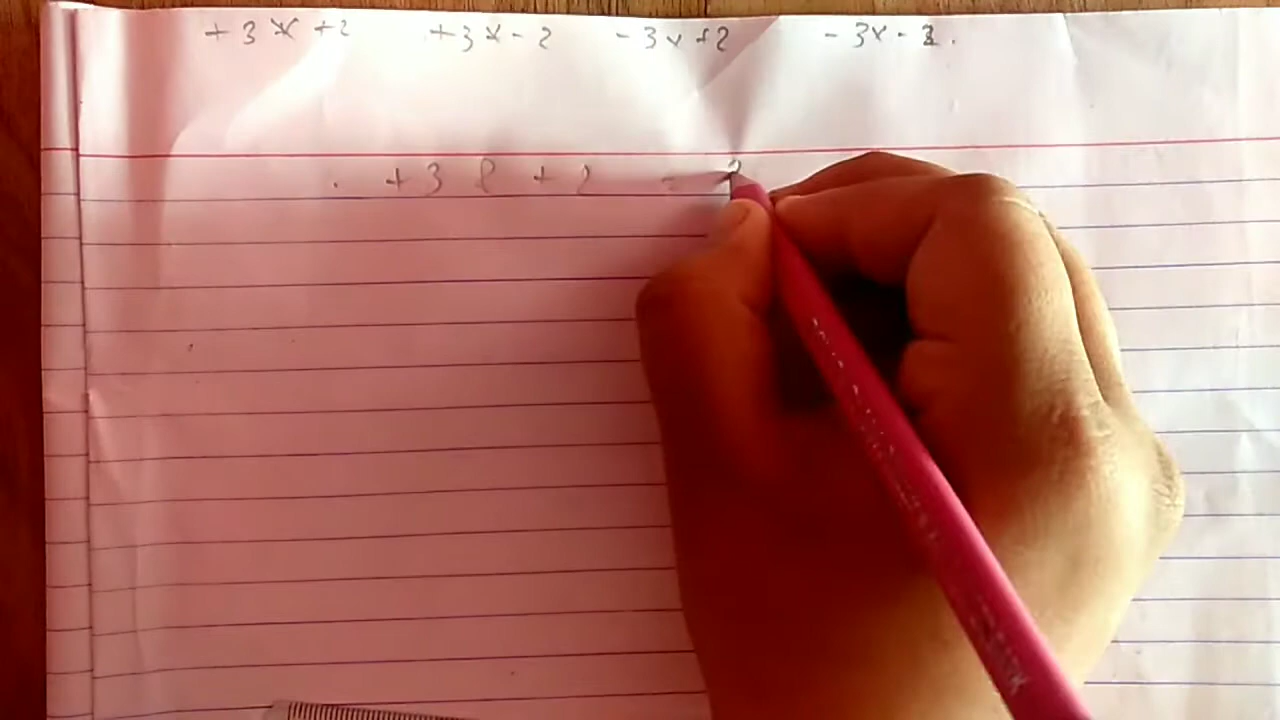 +3x+2 +3x-2 -3x+2 -3x-2.
+3 + 2 =